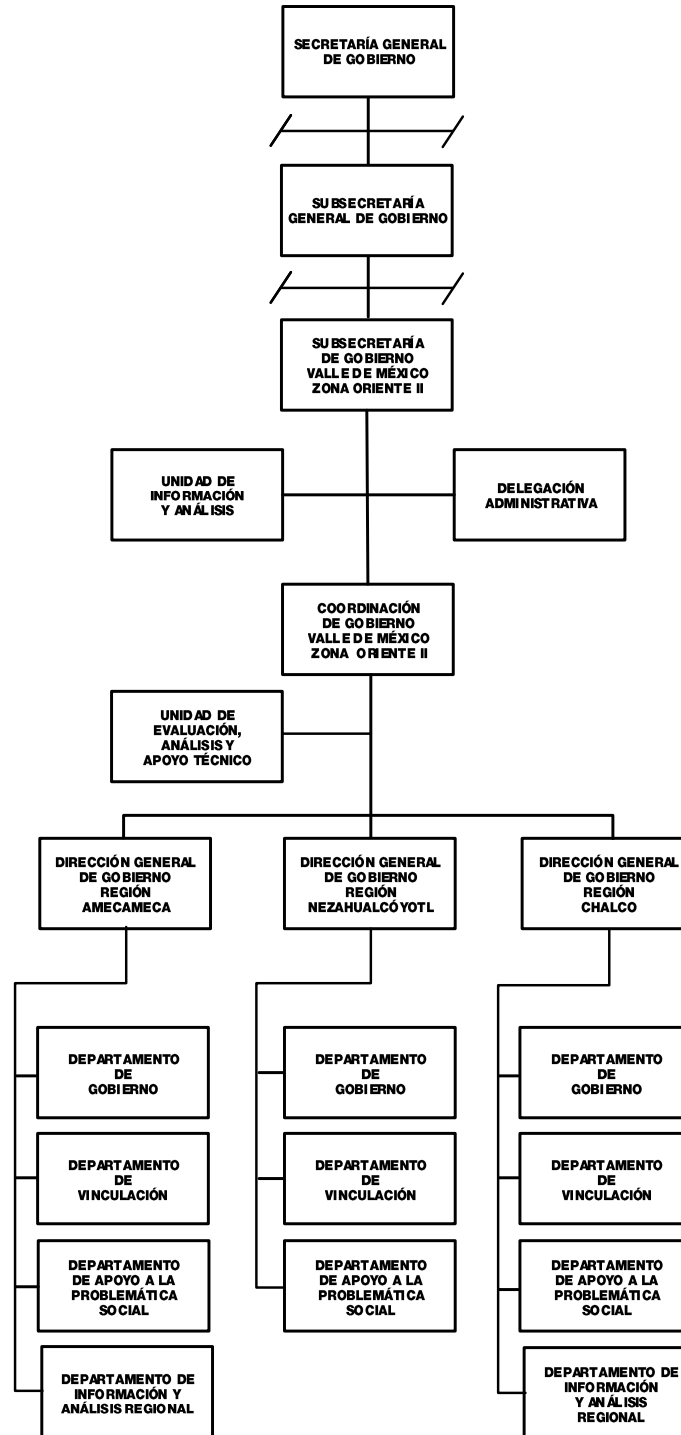 SECRETARÍA GENERAL
DE GOBIERNO
SUBSECRETARÍA
GENERAL DE GOBIERNO
SUBSECRETARÍA
DE GOBIERNO
VALLE DE MÉXICO
ZONA ORIENTE II
UNIDAD DE
INFORMACIÓN
Y ANÁLISIS
DELEGACIÓN
ADMINISTRATIVA
COORDINACIÓN
DE GOBIERNO
VALLE DE MÉXICO
ZONA ORIENTE II
UNIDAD DE
EVALUACIÓN,
ANÁLISIS Y
APOYO TÉCNICO
DIRECCIÓN GENERAL
DE GOBIERNO
REGIÓN
AMECAMECA
DIRECCIÓN GENERAL
DE GOBIERNO
REGIÓN
NEZAHUALCÓYOTL
DIRECCIÓN GENERAL
DE GOBIERNO
REGIÓN
CHALCO
DEPARTAMENTO
DE
GOBIERNO
DEPARTAMENTO
DE
GOBIERNO
DEPARTAMENTO
DE
GOBIERNO
DEPARTAMENTO
DE
VINCULACIÓN
DEPARTAMENTO
DE
VINCULACIÓN
DEPARTAMENTO
DE
VINCULACIÓN
DEPARTAMENTO
DE APOYO A LA
PROBLEMÁTICA
SOCIAL
DEPARTAMENTO
DE APOYO A LA
PROBLEMÁTICA
SOCIAL
DEPARTAMENTO
DE APOYO A LA
PROBLEMÁTICA
SOCIAL
DEPARTAMENTO DE
INFORMACIÓN Y
ANÁLISIS REGIONAL
DEPARTAMENTO DE
INFORMACIÓN
Y ANÁLISIS
REGIONAL